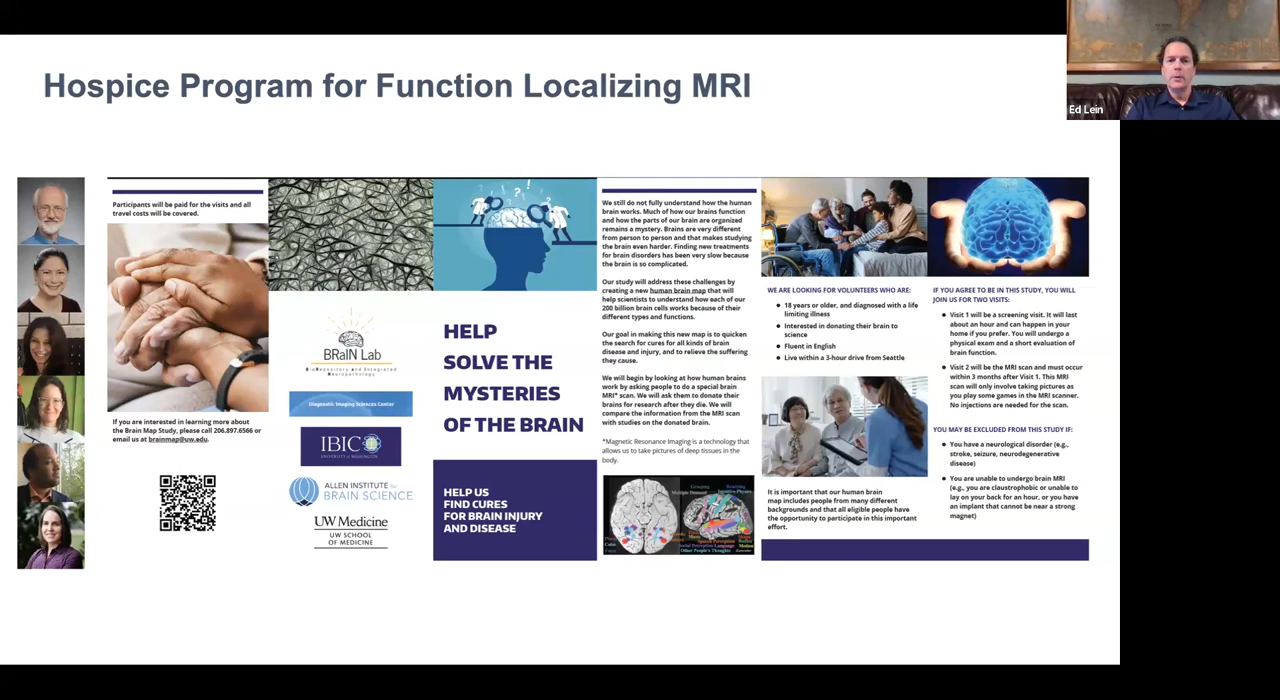 Hospice Program for Function Localizing MRI
Ed Lein
Participants will be paid for the visits and all
travel costs will be covered.
If you are interested in learning more about
the Brain Map Study, please call 206.897.6566 or
email us at brainmap@uw.edu.
BRaIN Lab
BioRepository and Integrated
Neuropathology
Diagnostic Imaging Sciences Center
IBIC
UNIVERSITY of WASHINGTON
ALLEN INSTITUTE for
BRAIN SCIENCE
UW Medicine
UW SCHOOL
OF MEDICINE
HELP
SOLVE THE
MYSTERIES
OF THE BRAIN
HELP US
FIND CURES
FOR BRAIN INJURY
AND DISEASE
We still do not fully understand how the human
brain works. Much of how our brains function
and how the parts of our brain are organized
remains a mystery. Brains are very different
from person to person and that makes studying
the brain even harder. Finding new treatments
for brain disorders has been very slow because
the brain is so complicated.
Our study will address these challenges by
creating a new human brain map that will
help scientists to understand how each of our
200 billion brain cells works because of their
different types and functions.
Our goal in making this new map is to quicken
the search for cures for all kinds of brain
disease and injury, and to relieve the suffering
they cause.
We will begin by looking at how human brains
work by asking people to do a special brain
MRI* scan. We will ask them to donate their
brains for research after they die. We will
compare the information from the MRI scan
with studies on the donated brain.
*Magnetic Resonance Imaging is a technology that
allows us to take pictures of deep tissues in the
body.
Multiple Demand
Other People's Thoughts
WE ARE LOOKING FOR VOLUNTEERS WHO ARE:
● 18 years or older, and diagnosed with a life
limiting illness
● Interested in donating their brain to
science
● Fluent in English
● Live within a 3-hour drive from Seattle
It is important that our human brain
map includes people from many different
backgrounds and that all eligible people have
the opportunity to participate in this important
effort.
IF YOU AGREE TO BE IN THIS STUDY, YOU WILL
JOIN US FOR TWO VISITS:
● Visit 1 will be a screening visit. It will last
about an hour and can happen in your
home if you prefer. You will undergo a
physical exam and a short evaluation of
brain function.
● Visit 2 will be the MRI scan and must occur
within 3 months after Visit 1. This MRI
scan will only involve taking pictures as
you play some games in the MRI scanner.
No injections are needed for the scan.
YOU MAY BE EXCLUDED FROM THIS STUDY IF:
● You have a neurological disorder (e.g.,
stroke, seizure, neurodegenerative
disease)
● You are unable to undergo brain MRI
(e.g., you are claustrophobic or unable to
lay on your back for an hour, or you have
an implant that cannot be near a strong
magnet)